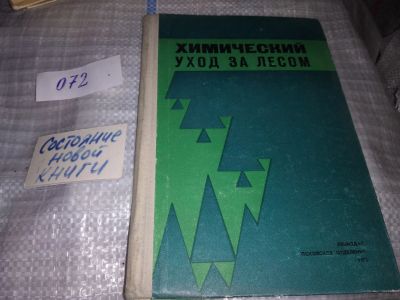 ХИМИЧЕСКИЙ
УХОД ЗА ЛЕСОМ
072
Состояние
новой
книги